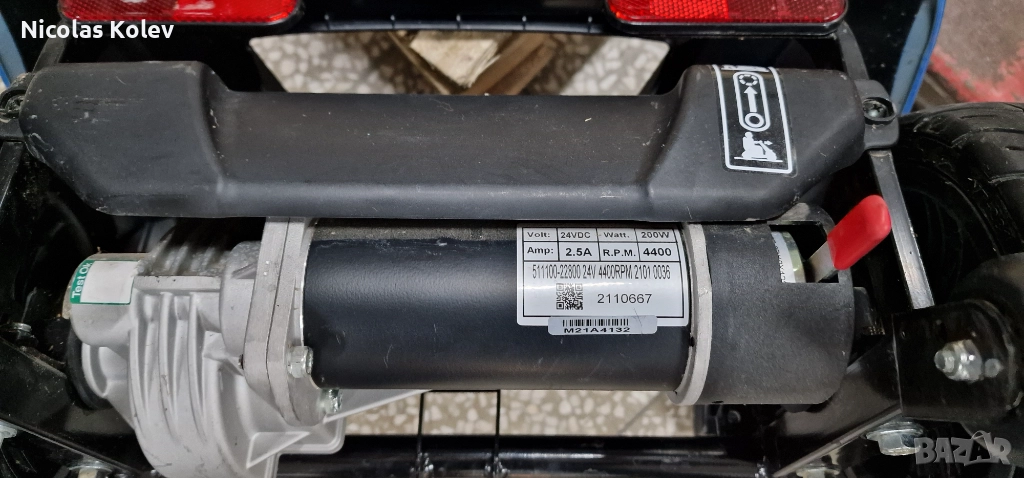 Nicolas Kolev
Volt: 24VDC Watt. 200W
Amp: 2.5A R.P.M. 4400
511100-22800 24V 4400RPM 2101 0036
2110667
M21A4132
Test OK
BAZAR